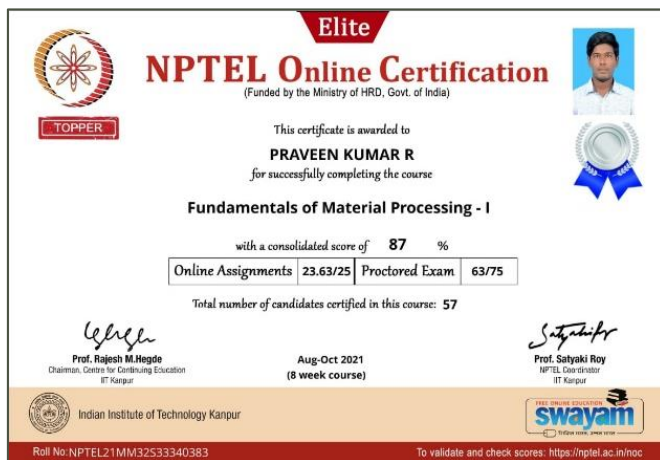 Elite
NPTEL Online Certification
(Funded by the Ministry of HRD, Govt. of India)
TOPPER
This certificate is awarded to
PRAVEEN KUMAR R
for successfully completing the course
Fundamentals of Material Processing - I
with a consolidated score of 87 %
Online Assignments 23.63/25 Proctored Exam 63/75
Total number of candidates certified in this course: 57
Prof. Rajesh M.Hegde
Chairman, Centre for Continuing Education
IIT Kanpur
Aug-Oct 2021
(8 week course)
Prof. Satyaki Roy
NPTEL Coordinator
IIT Kanpur
Indian Institute of Technology Kanpur
FREE ONLINE EDUCATION
swayam
Roll No: NPTEL21MM32S33340383
To validate and check scores: https://nptel.ac.in/noc